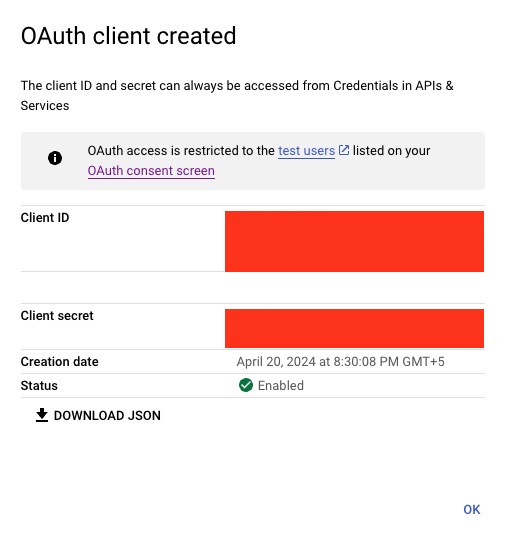 OAuth client created
The client ID and secret can always be accessed from Credentials in APIs &
Services
OAuth access is restricted to the test users listed on your
OAuth consent screen
Client ID
Client secret
Creation date April 20, 2024 at 8:30:08 PM GMT+5
Status Enabled
DOWNLOAD JSON
OK